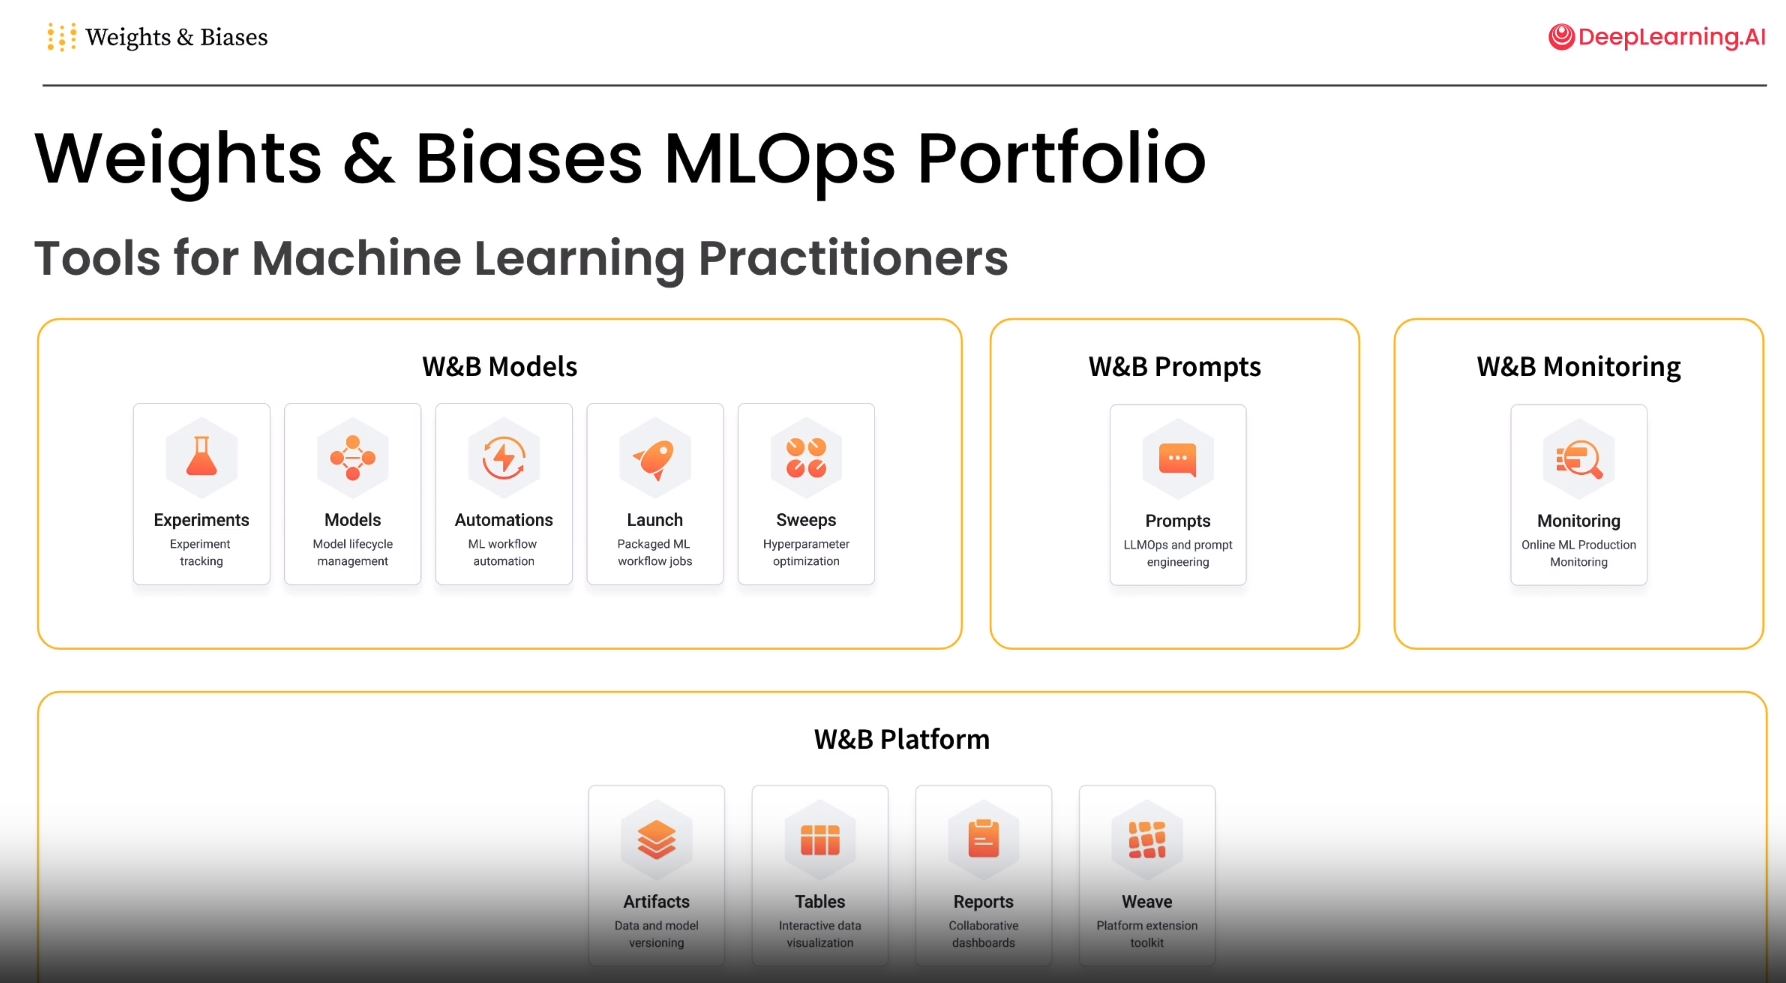 Weights & Biases
DeepLearning.AI
Weights & Biases MLOps Portfolio
Tools for Machine Learning Practitioners
W&B Models
Experiments
Experiment
tracking
Models
Model lifecycle
management
Automations
ML workflow
automation
Launch
Packaged ML
workflow jobs
Sweeps
Hyperparameter
optimization
W&B Prompts
Prompts
LLMOps and prompt
engineering
W&B Monitoring
Monitoring
Online ML Production
Monitoring
W&B Platform
Artifacts
Data and model
versioning
Tables
Interactive data
visualization
Reports
Collaborative
dashboards
Weave
Platform extension
toolkit